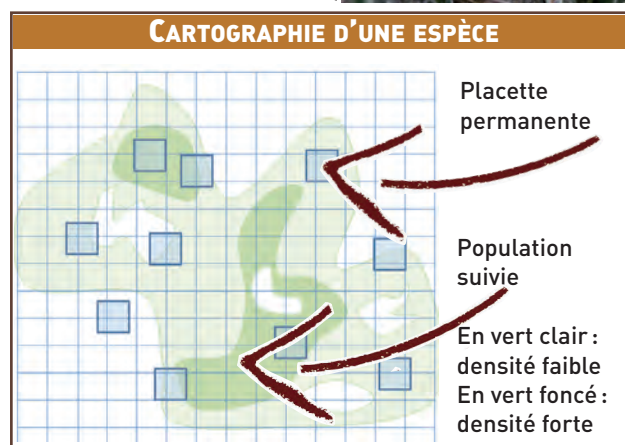 CARTOGRAPHIE D'UNE ESPÈCE
Placette
permanente
Population
suivie
En vert clair :
densité faible
En vert foncé :
densité forte